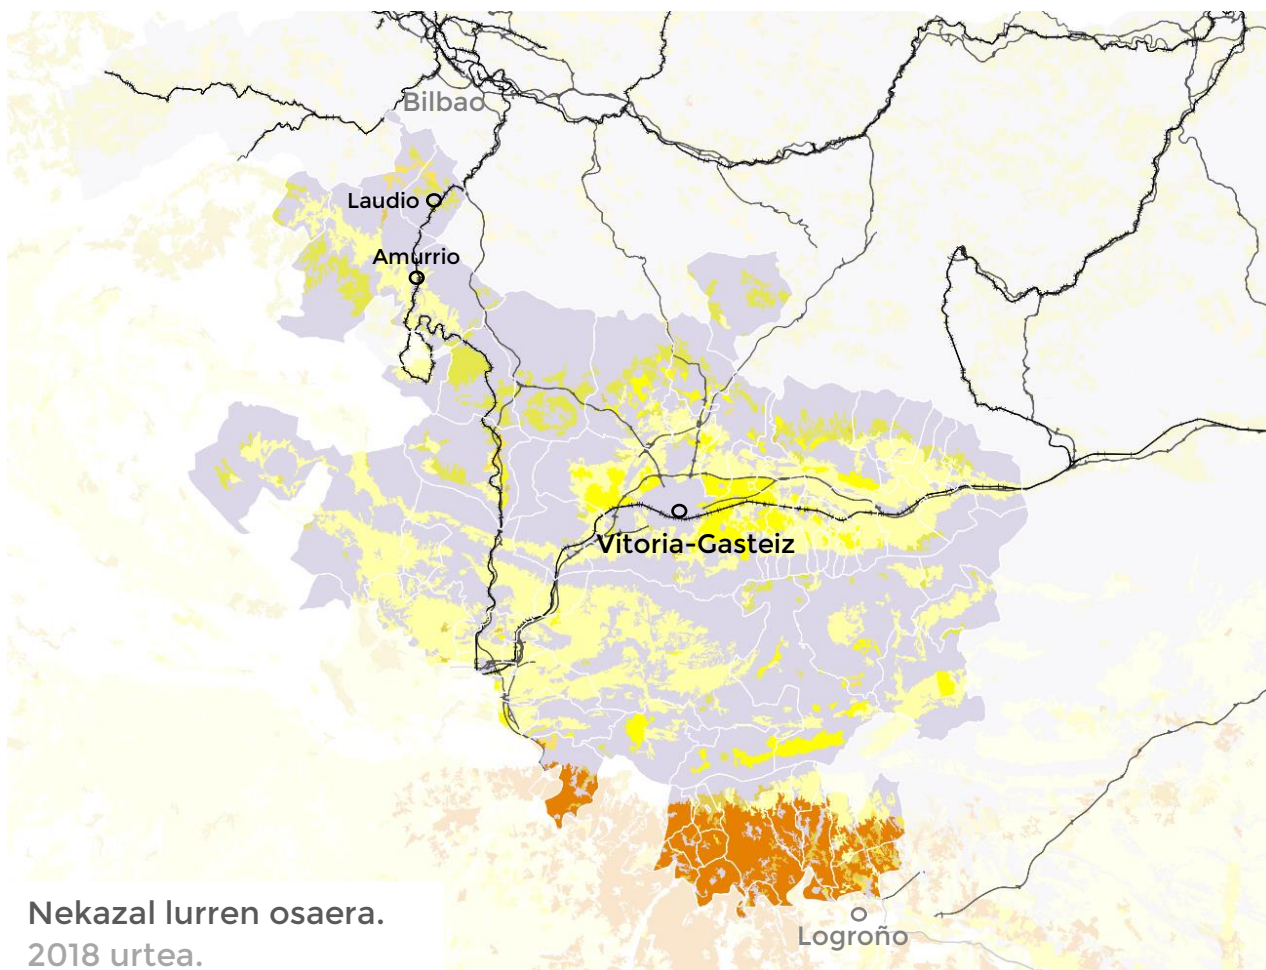 Bilbao
Laudio
Amurrio
Vitoria-Gasteiz
Logroño
Nekazal lurren osaera.
2018 urtea.